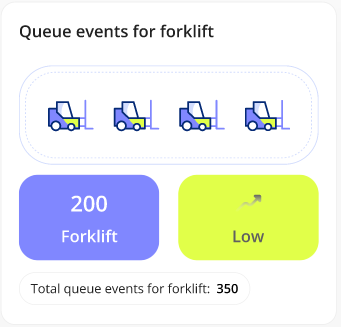 Queue events for forklift
200
Forklift
Low
Total queue events for forklift: 350